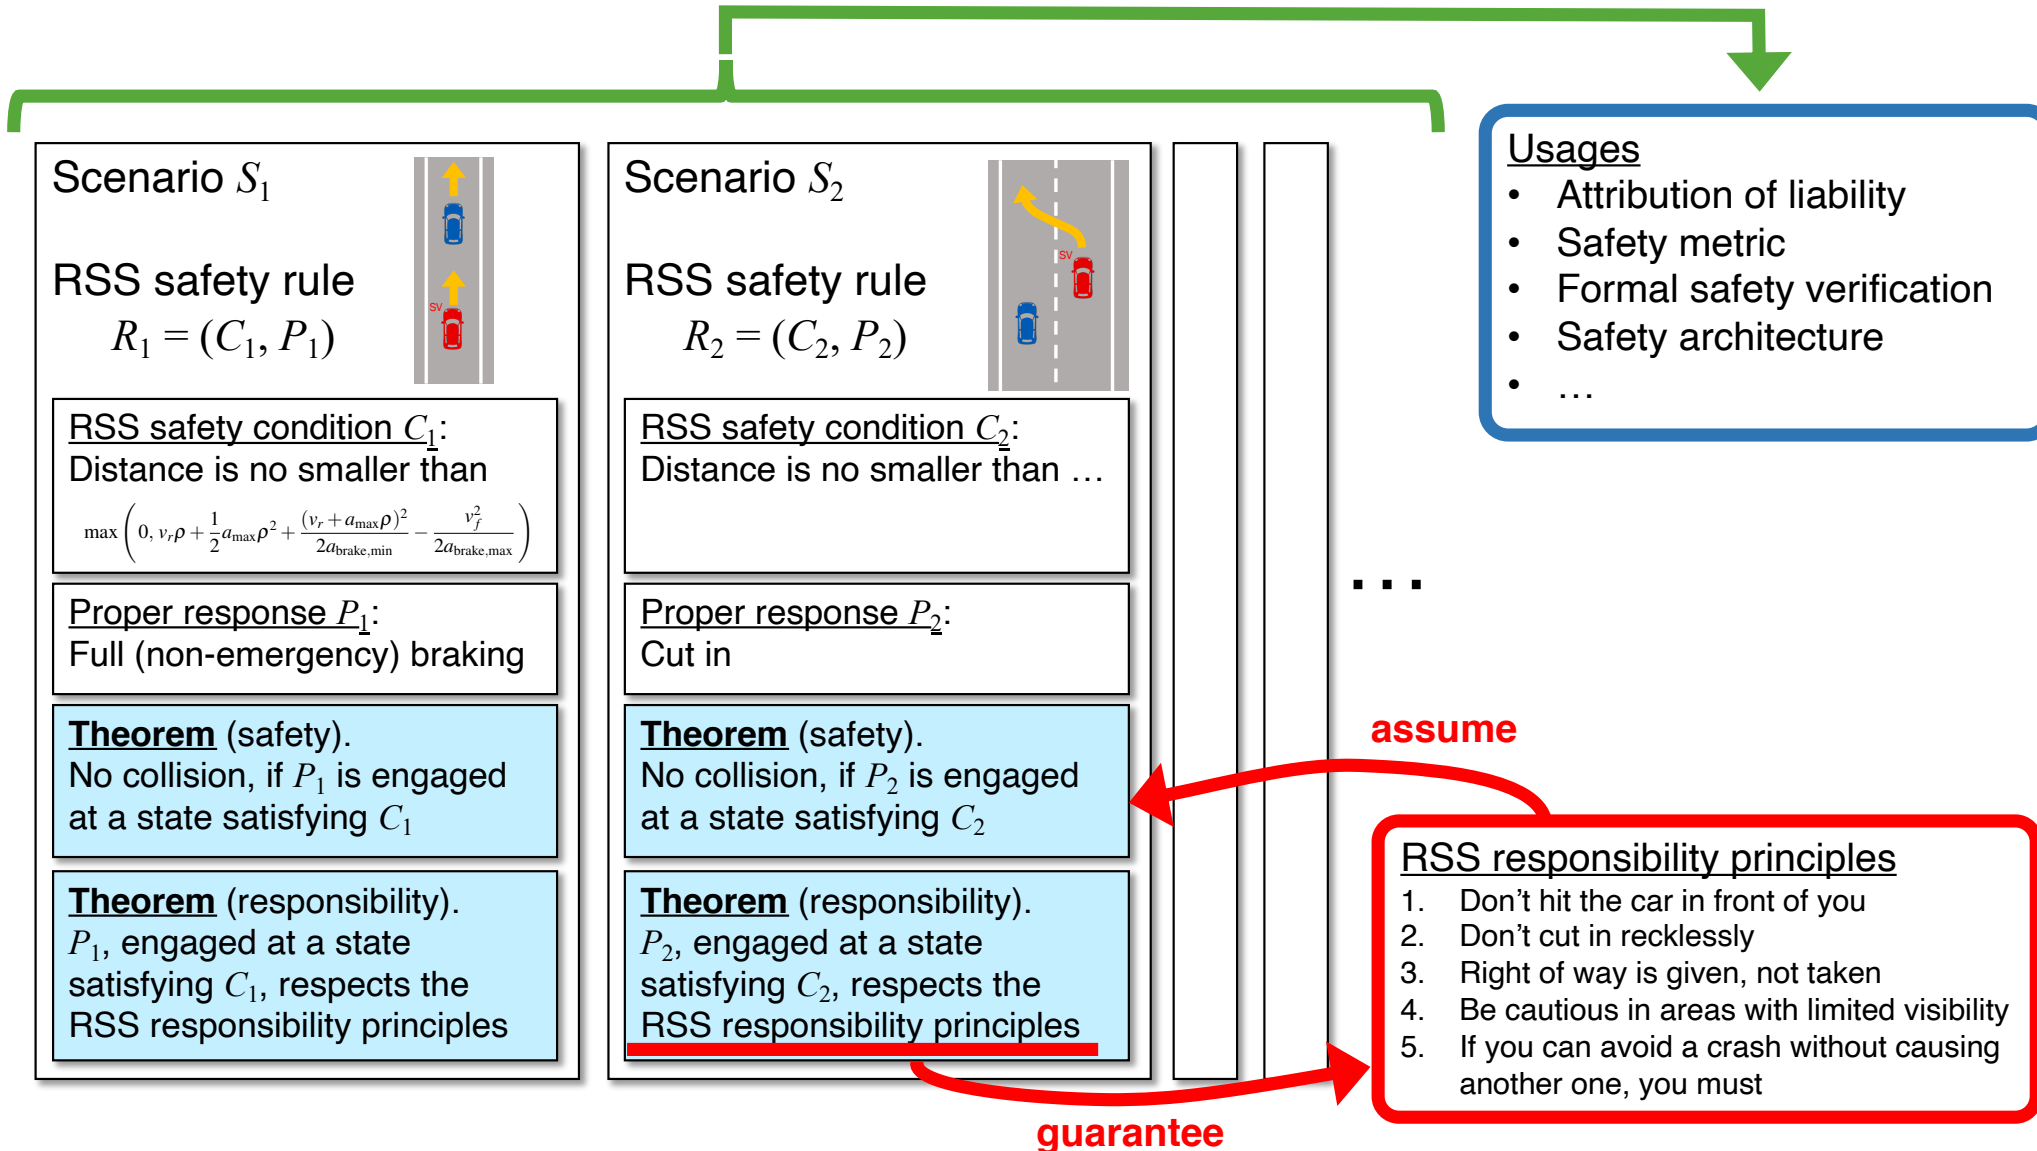 Scenario S₁
SV
RSS safety rule
R₁ = (C₁, P₁)
RSS safety condition C₁:
Distance is no smaller than
max(0, vᵣρ + 1/2 a_max ρ² + (vᵣ + a_max ρ)² / 2a_brake,min − v_f² / 2a_brake,max)
Proper response P₁:
Full (non-emergency) braking
Theorem (safety).
No collision, if P₁ is engaged
at a state satisfying C₁
Theorem (responsibility).
P₁, engaged at a state
satisfying C₁, respects the
RSS responsibility principles
Scenario S₂
SV
RSS safety rule
R₂ = (C₂, P₂)
RSS safety condition C₂:
Distance is no smaller than …
Proper response P₂:
Cut in
Theorem (safety).
No collision, if P₂ is engaged
at a state satisfying C₂
Theorem (responsibility).
P₂, engaged at a state
satisfying C₂, respects the
RSS responsibility principles
…
Usages
• Attribution of liability
• Safety metric
• Formal safety verification
• Safety architecture
• …
assume
RSS responsibility principles
1. Don't hit the car in front of you
2. Don't cut in recklessly
3. Right of way is given, not taken
4. Be cautious in areas with limited visibility
5. If you can avoid a crash without causing
another one, you must
guarantee